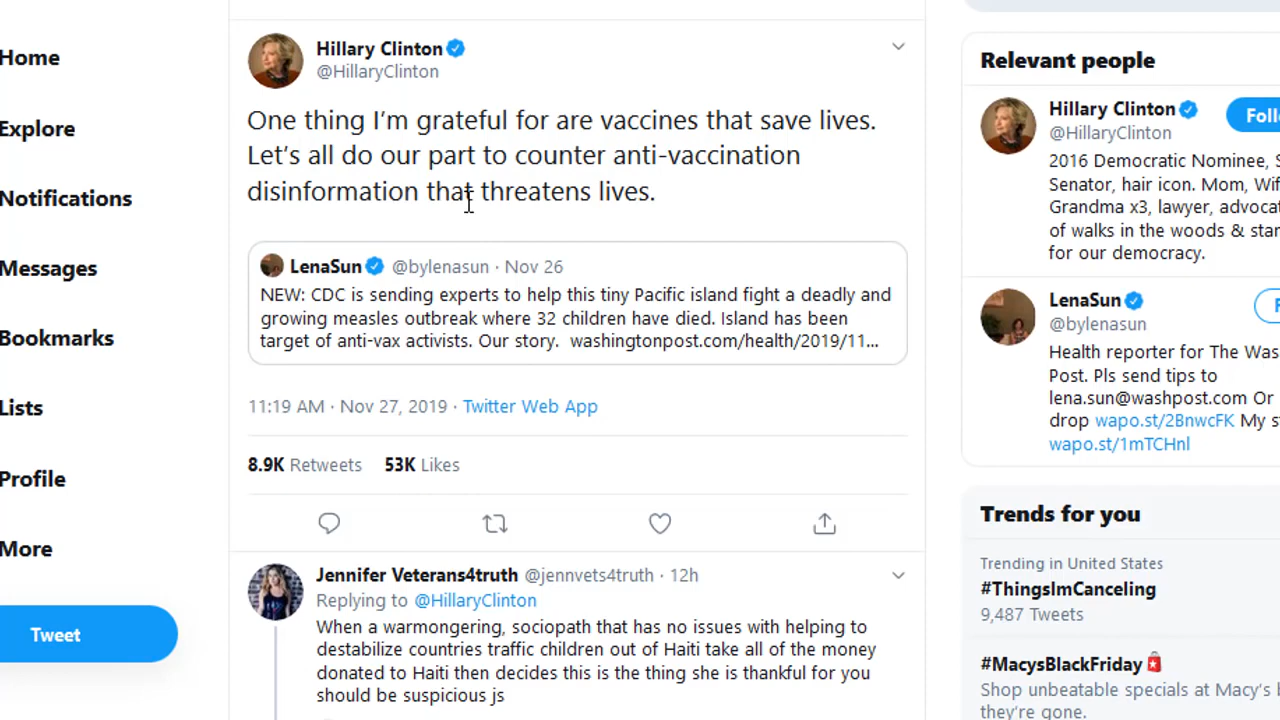 Home
Explore
Notifications
Messages
Bookmarks
Lists
Profile
More
Tweet
Hillary Clinton
@HillaryClinton
One thing I'm grateful for are vaccines that save lives.
Let's all do our part to counter anti-vaccination
disinformation that threatens lives.
LenaSun @bylenasun · Nov 26
NEW: CDC is sending experts to help this tiny Pacific island fight a deadly and
growing measles outbreak where 32 children have died. Island has been
target of anti-vax activists. Our story. washingtonpost.com/health/2019/11...
11:19 AM · Nov 27, 2019 · Twitter Web App
8.9K Retweets 53K Likes
Jennifer Veterans4truth @jennvets4truth · 12h
Replying to @HillaryClinton
When a warmongering, sociopath that has no issues with helping to
destabilize countries traffic children out of Haiti take all of the money
donated to Haiti then decides this is the thing she is thankful for you
should be suspicious js
Relevant people
Hillary Clinton
@HillaryClinton
2016 Democratic Nominee, S
Senator, hair icon. Mom, Wif
Grandma x3, lawyer, advocat
of walks in the woods & stan
for our democracy.
LenaSun
@bylenasun
Health reporter for The Was
Post. Pls send tips to
lena.sun@washpost.com Or
drop wapo.st/2BnwcFK My s
wapo.st/1mTCHnl
Trends for you
Trending in United States
#ThingsImCanceling
9,487 Tweets
#MacysBlackFriday
Shop unbeatable specials at Macy's b
they're gone.